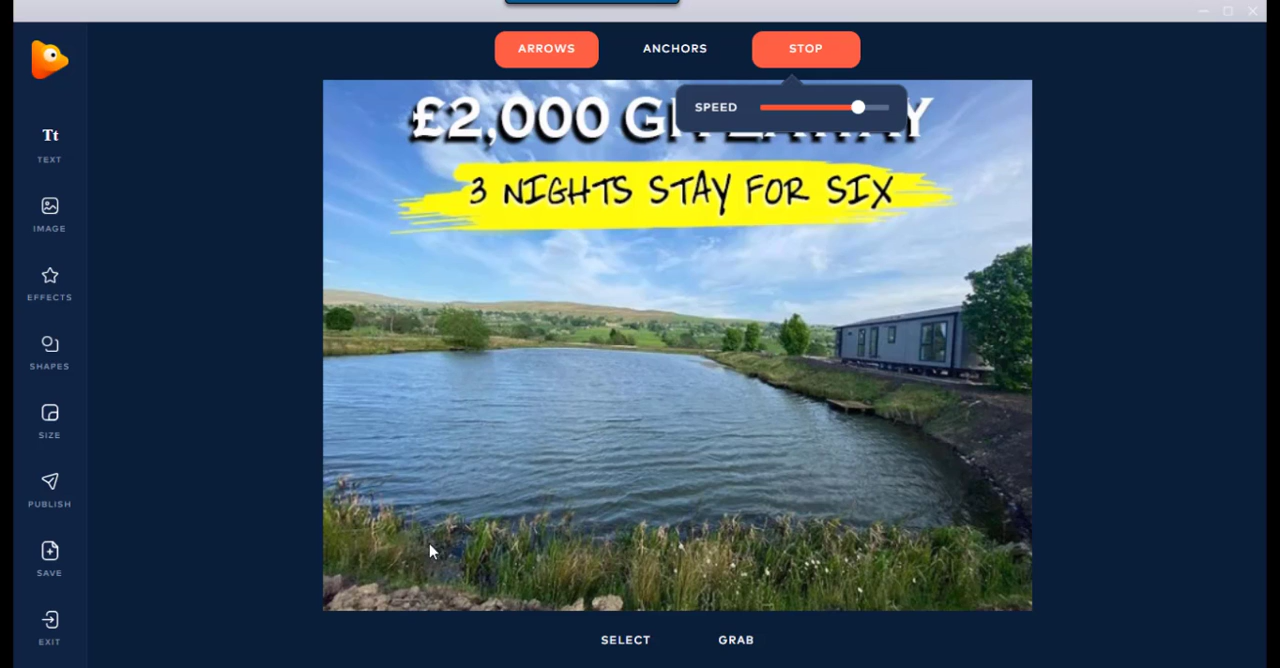 ARROWS ANCHORS STOP
SPEED
£2,000 GIVEAWAY
3 NIGHTS STAY FOR SIX
Tt
TEXT
IMAGE
EFFECTS
SHAPES
SIZE
PUBLISH
SAVE
EXIT
SELECT GRAB